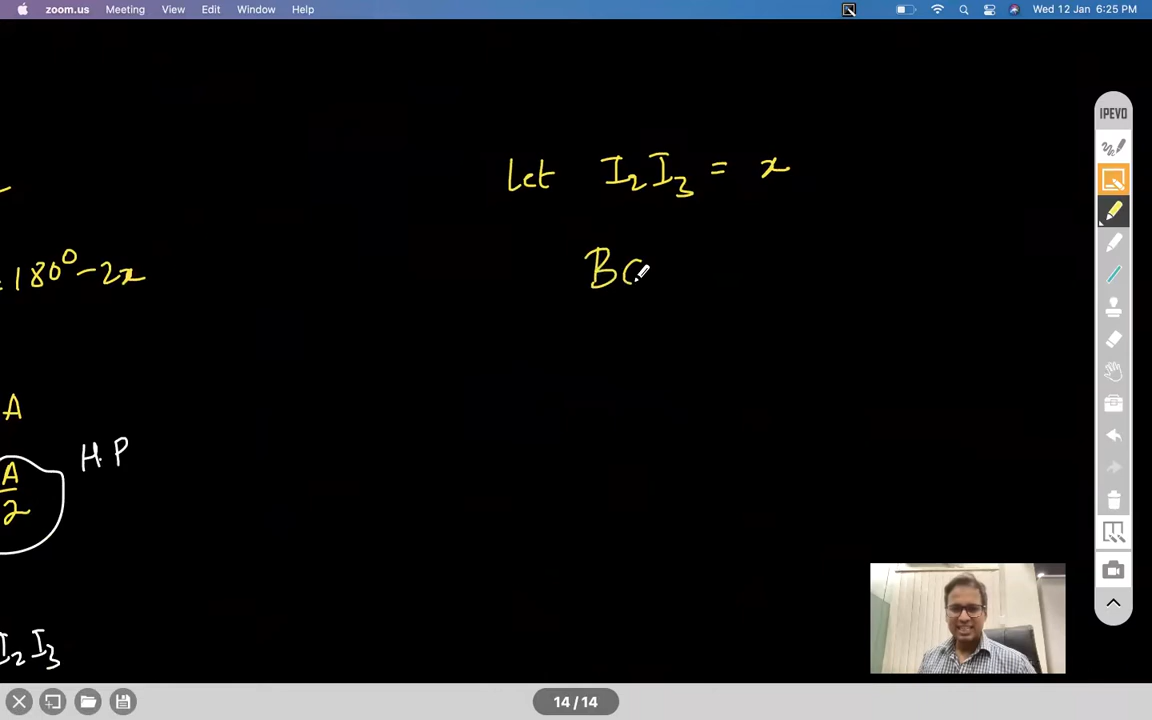 zoom.us Meeting View Edit Window Help Wed 12 Jan 6:25 PM
IPEVO
Let I₂I₃ = x
180⁰ - 2x
BC
A
H.P
A/2
I₂I₃
14 / 14